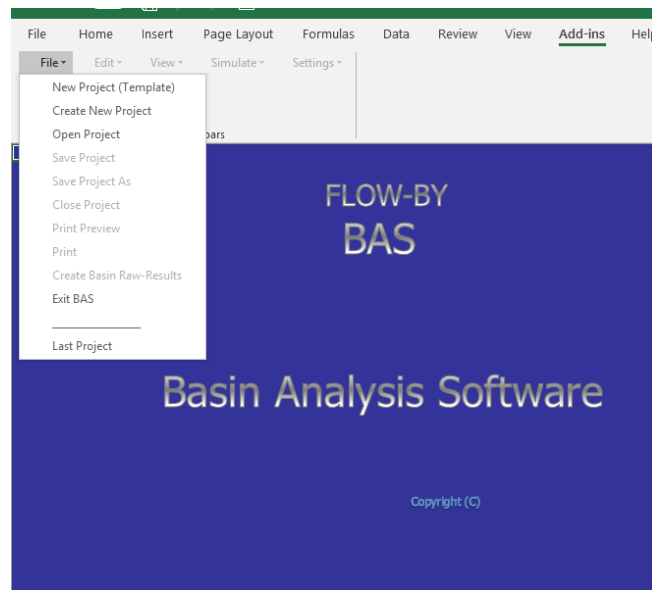 File Home Insert Page Layout Formulas Data Review View Add-ins Help
File Edit View Simulate Settings
New Project (Template)
Create New Project
Open Project
Save Project
Save Project As
Close Project
Print Preview
Print
Create Basin Raw-Results
Exit BAS
Last Project
FLOW-BY
BAS
Basin Analysis Software
Copyright (C)